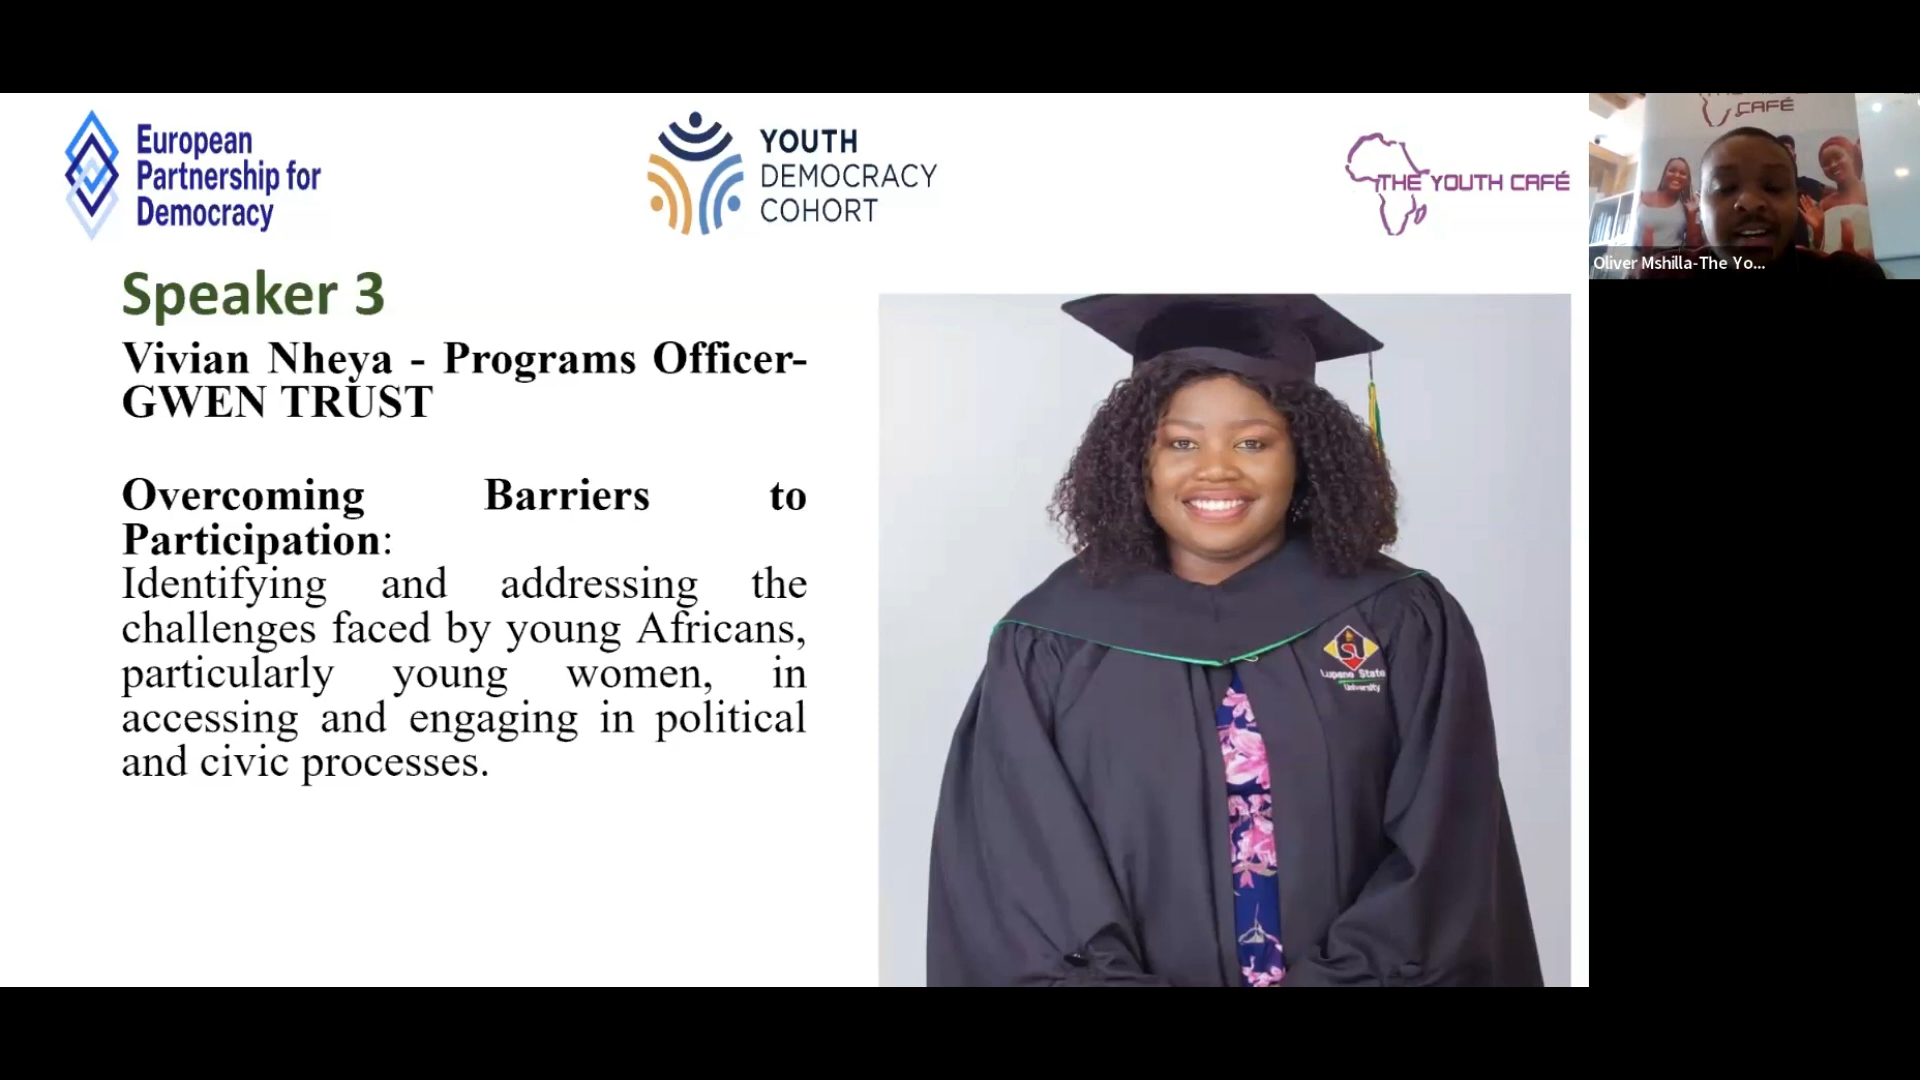 European
Partnership for
Democracy
YOUTH
DEMOCRACY
COHORT
THE YOUTH CAFÉ
CAFÉ
Oliver Mshilla-The Yo...
Speaker 3
Vivian Nheya - Programs Officer-
GWEN TRUST
Overcoming Barriers to
Participation:
Identifying and addressing the
challenges faced by young Africans,
particularly young women, in
accessing and engaging in political
and civic processes.
Lupane State
University